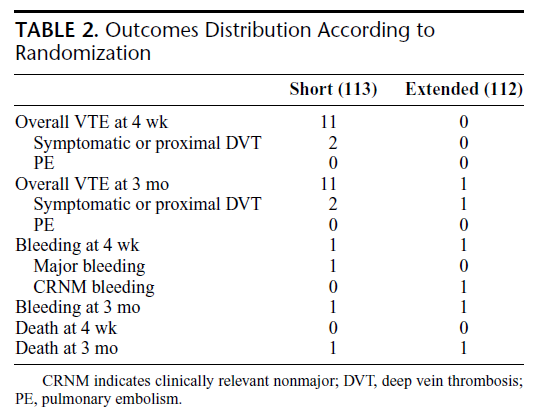 TABLE 2. Outcomes Distribution According to
Randomization
Short (113) Extended (112)
Overall VTE at 4 wk 11 0
Symptomatic or proximal DVT 2 0
PE 0 0
Overall VTE at 3 mo 11 1
Symptomatic or proximal DVT 2 1
PE 0 0
Bleeding at 4 wk 1 1
Major bleeding 1 0
CRNM bleeding 0 1
Bleeding at 3 mo 1 1
Death at 4 wk 0 0
Death at 3 mo 1 1
CRNM indicates clinically relevant nonmajor; DVT, deep vein thrombosis;
PE, pulmonary embolism.